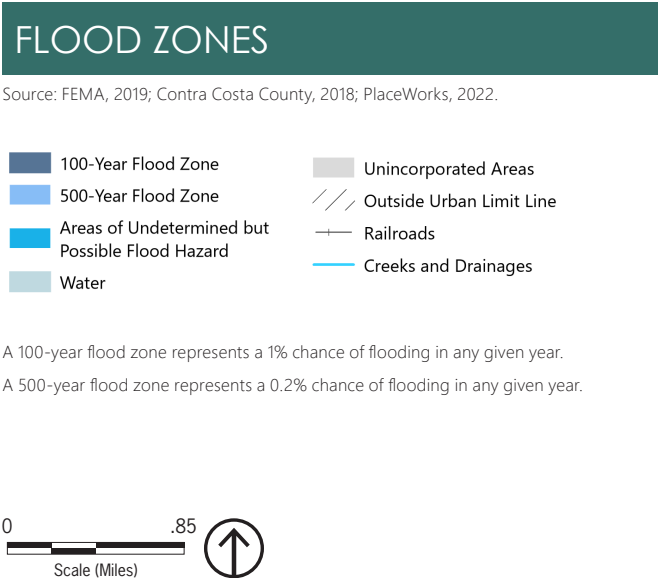 FLOOD ZONES
Source: FEMA, 2019; Contra Costa County, 2018; PlaceWorks, 2022.
100-Year Flood Zone
500-Year Flood Zone
Areas of Undetermined but
Possible Flood Hazard
Water
Unincorporated Areas
Outside Urban Limit Line
Railroads
Creeks and Drainages
A 100-year flood zone represents a 1% chance of flooding in any given year.
A 500-year flood zone represents a 0.2% chance of flooding in any given year.
0 .85
Scale (Miles)